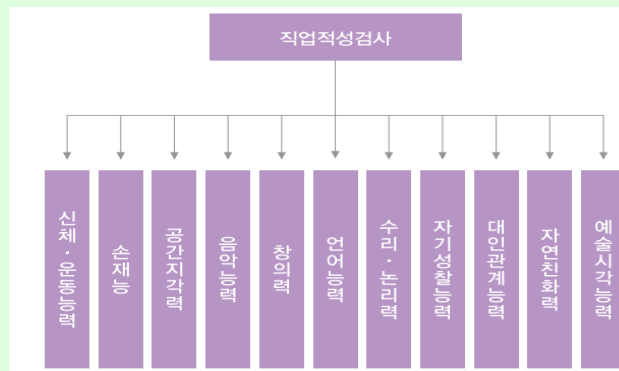 직업적성검사
신체·운동능력
손재능
공간지각력
음악능력
창의력
언어능력
수리·논리력
자기성찰능력
대인관계능력
자연친화력
예술시각능력